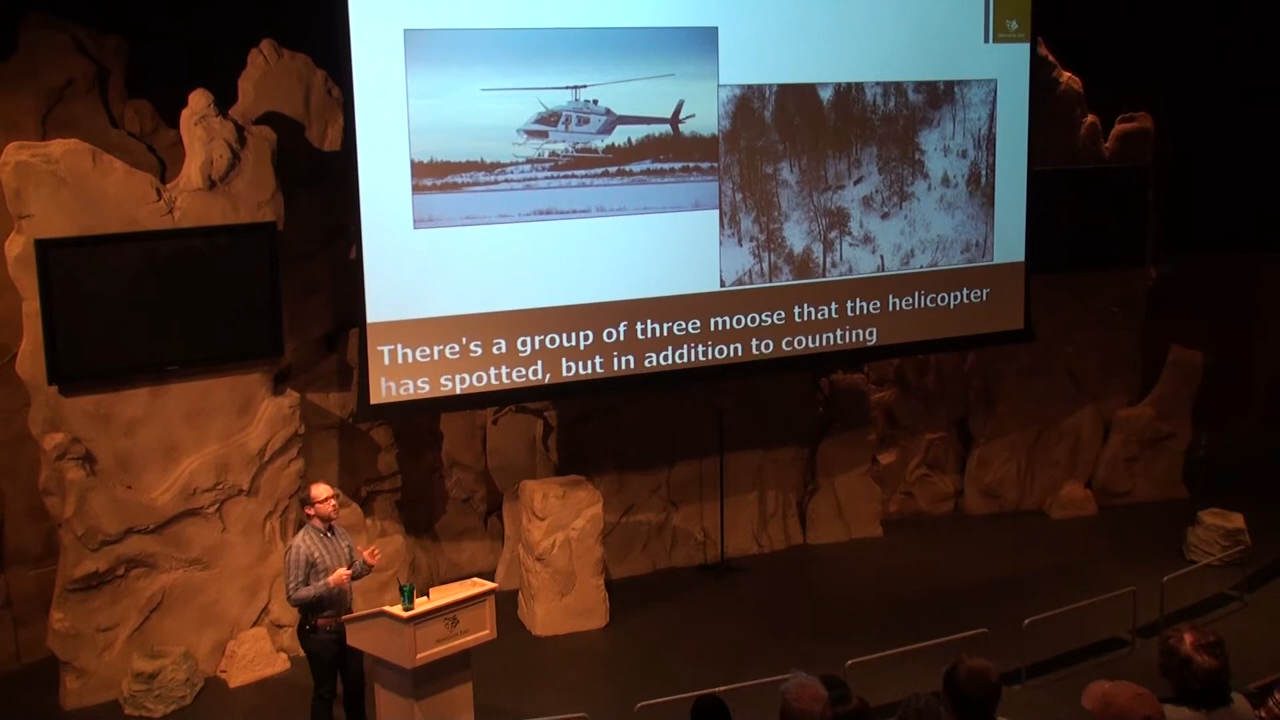 There's a group of three moose that the helicopter
has spotted, but in addition to counting